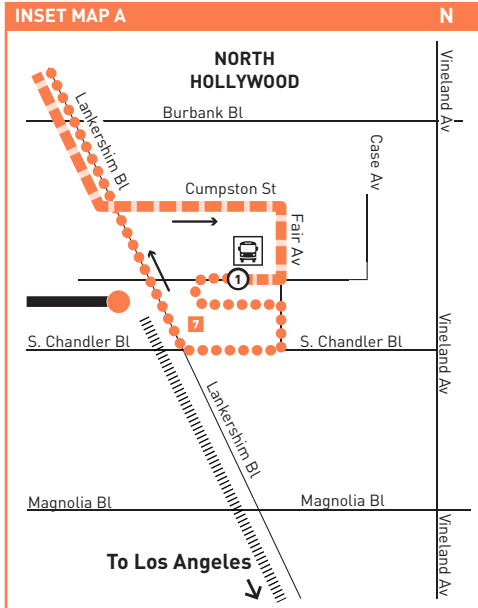 INSET MAP A
N
NORTH
HOLLYWOOD
Vineland Av
Burbank Bl
Lankershim Bl
Case Av
Cumpston St
Fair Av
1
7
S. Chandler Bl
S. Chandler Bl
Vineland Av
Lankershim Bl
Magnolia Bl
Magnolia Bl
Vineland Av
To Los Angeles